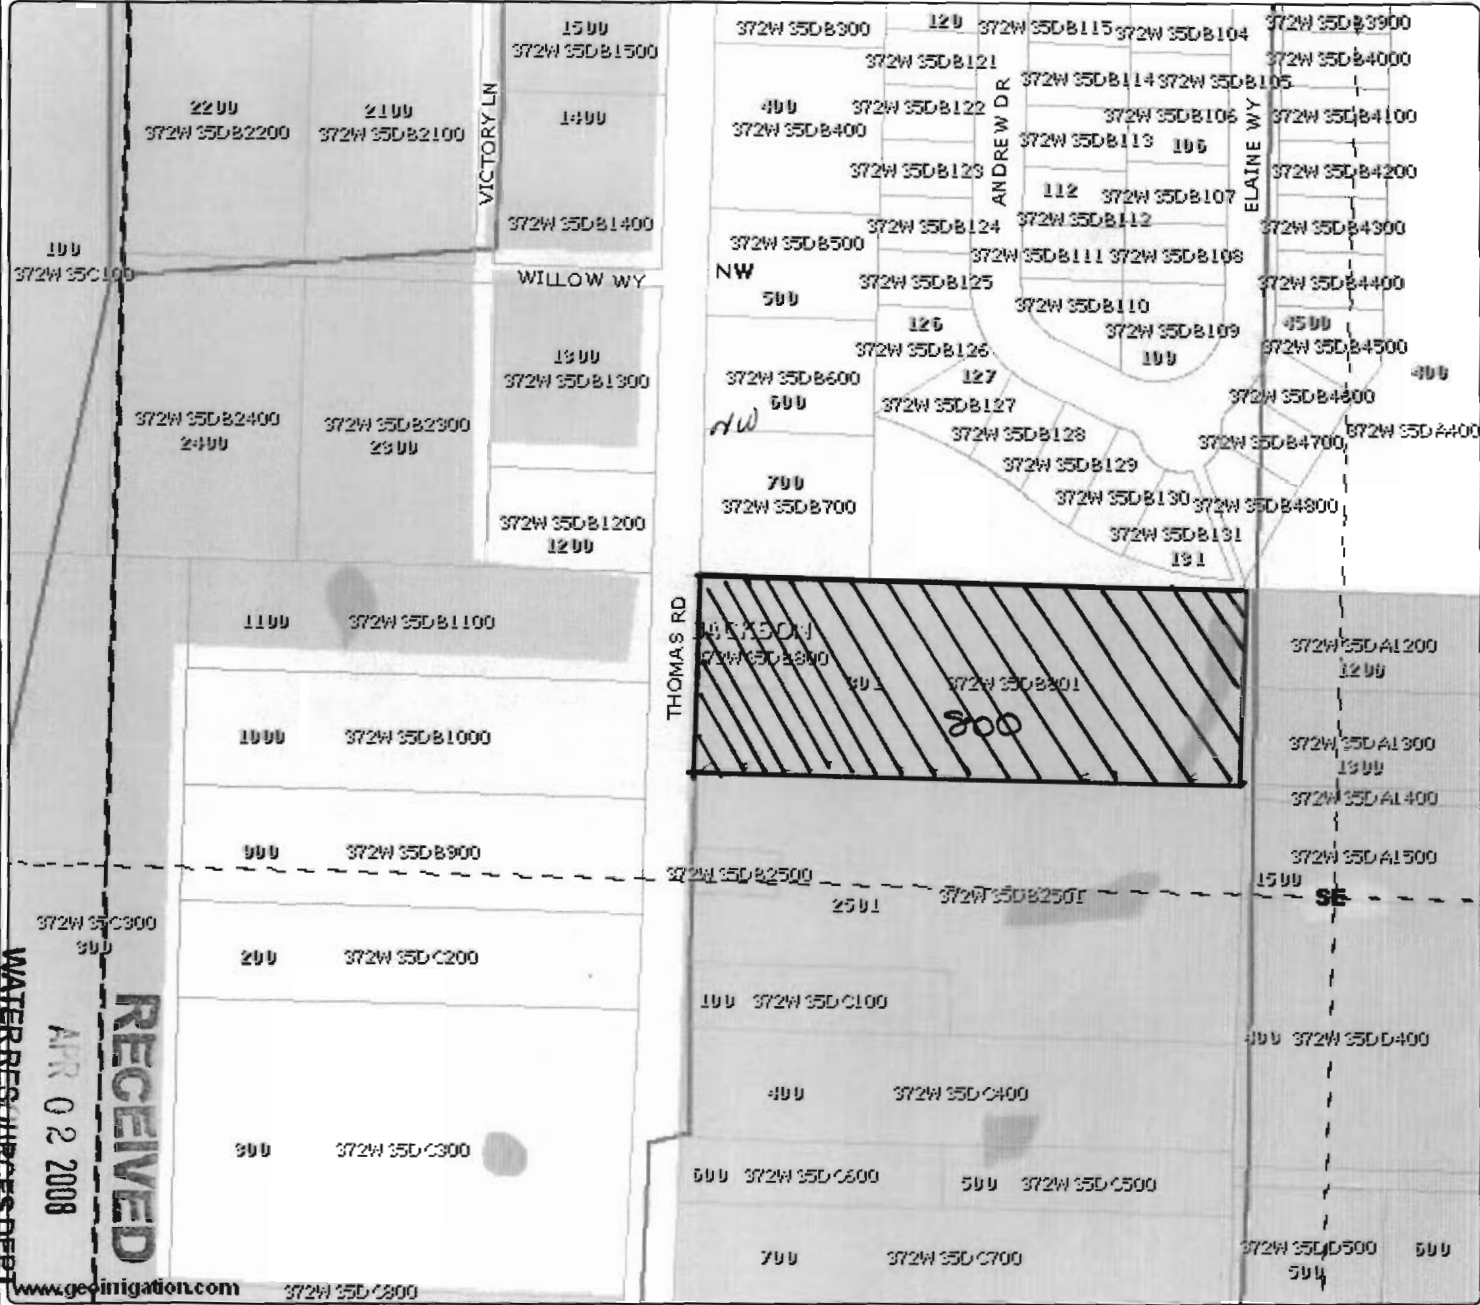 1500
372W 35DB1500
372W 35DB300
120
372W 35DB115
372W 35DB104
372W 35DB3900
372W 35DB121
372W 35DB4000
372W 35DB114
372W 35DB105
2200
372W 35DB2200
2100
372W 35DB2100
VICTORY LN
1400
400
372W 35DB400
372W 35DB122
ANDREW DR
372W 35DB106
ELAINE WY
372W 35DB4100
372W 35DB113
106
372W 35DB123
372W 35DB4200
112
372W 35DB107
372W 35DB112
372W 35DB1400
372W 35DB124
372W 35DB4300
100
372W 35C100
372W 35DB500
372W 35DB111
372W 35DB108
WILLOW WY
NW
500
372W 35DB125
372W 35DB4400
372W 35DB110
126
372W 35DB109
4500
372W 35DB126
372W 35DB4500
1300
372W 35DB1300
109
400
372W 35DB600
600
127
372W 35DB127
372W 35DB4600
NW
372W 35DB2400
2400
372W 35DB2300
2300
372W 35DB128
372W 35DB4700
372W 35DA400
372W 35DB129
700
372W 35DB700
372W 35DB130
372W 35DB4800
372W 35DB1200
1200
372W 35DB131
131
1100
372W 35DB1100
THOMAS RD
JACKSON
372W 35DB800
801
372W 35DB801
800
372W 35DA1200
1200
1000
372W 35DB1000
372W 35DA1300
1300
372W 35DA1400
900
372W 35DB900
372W 35DB2500
2501
372W 35DB2501
372W 35DA1500
1500
SE
372W 35C300
300
200
372W 35DC200
100
372W 35DC100
400
372W 35DD400
400
372W 35DC400
300
372W 35DC300
600
372W 35DC600
500
372W 35DC500
700
372W 35DC700
372W 35DD500
500
600
372W 35DC800
RECEIVED
APR 02 2008
WATER RESOURCES DEPT
www.geoirrigation.com